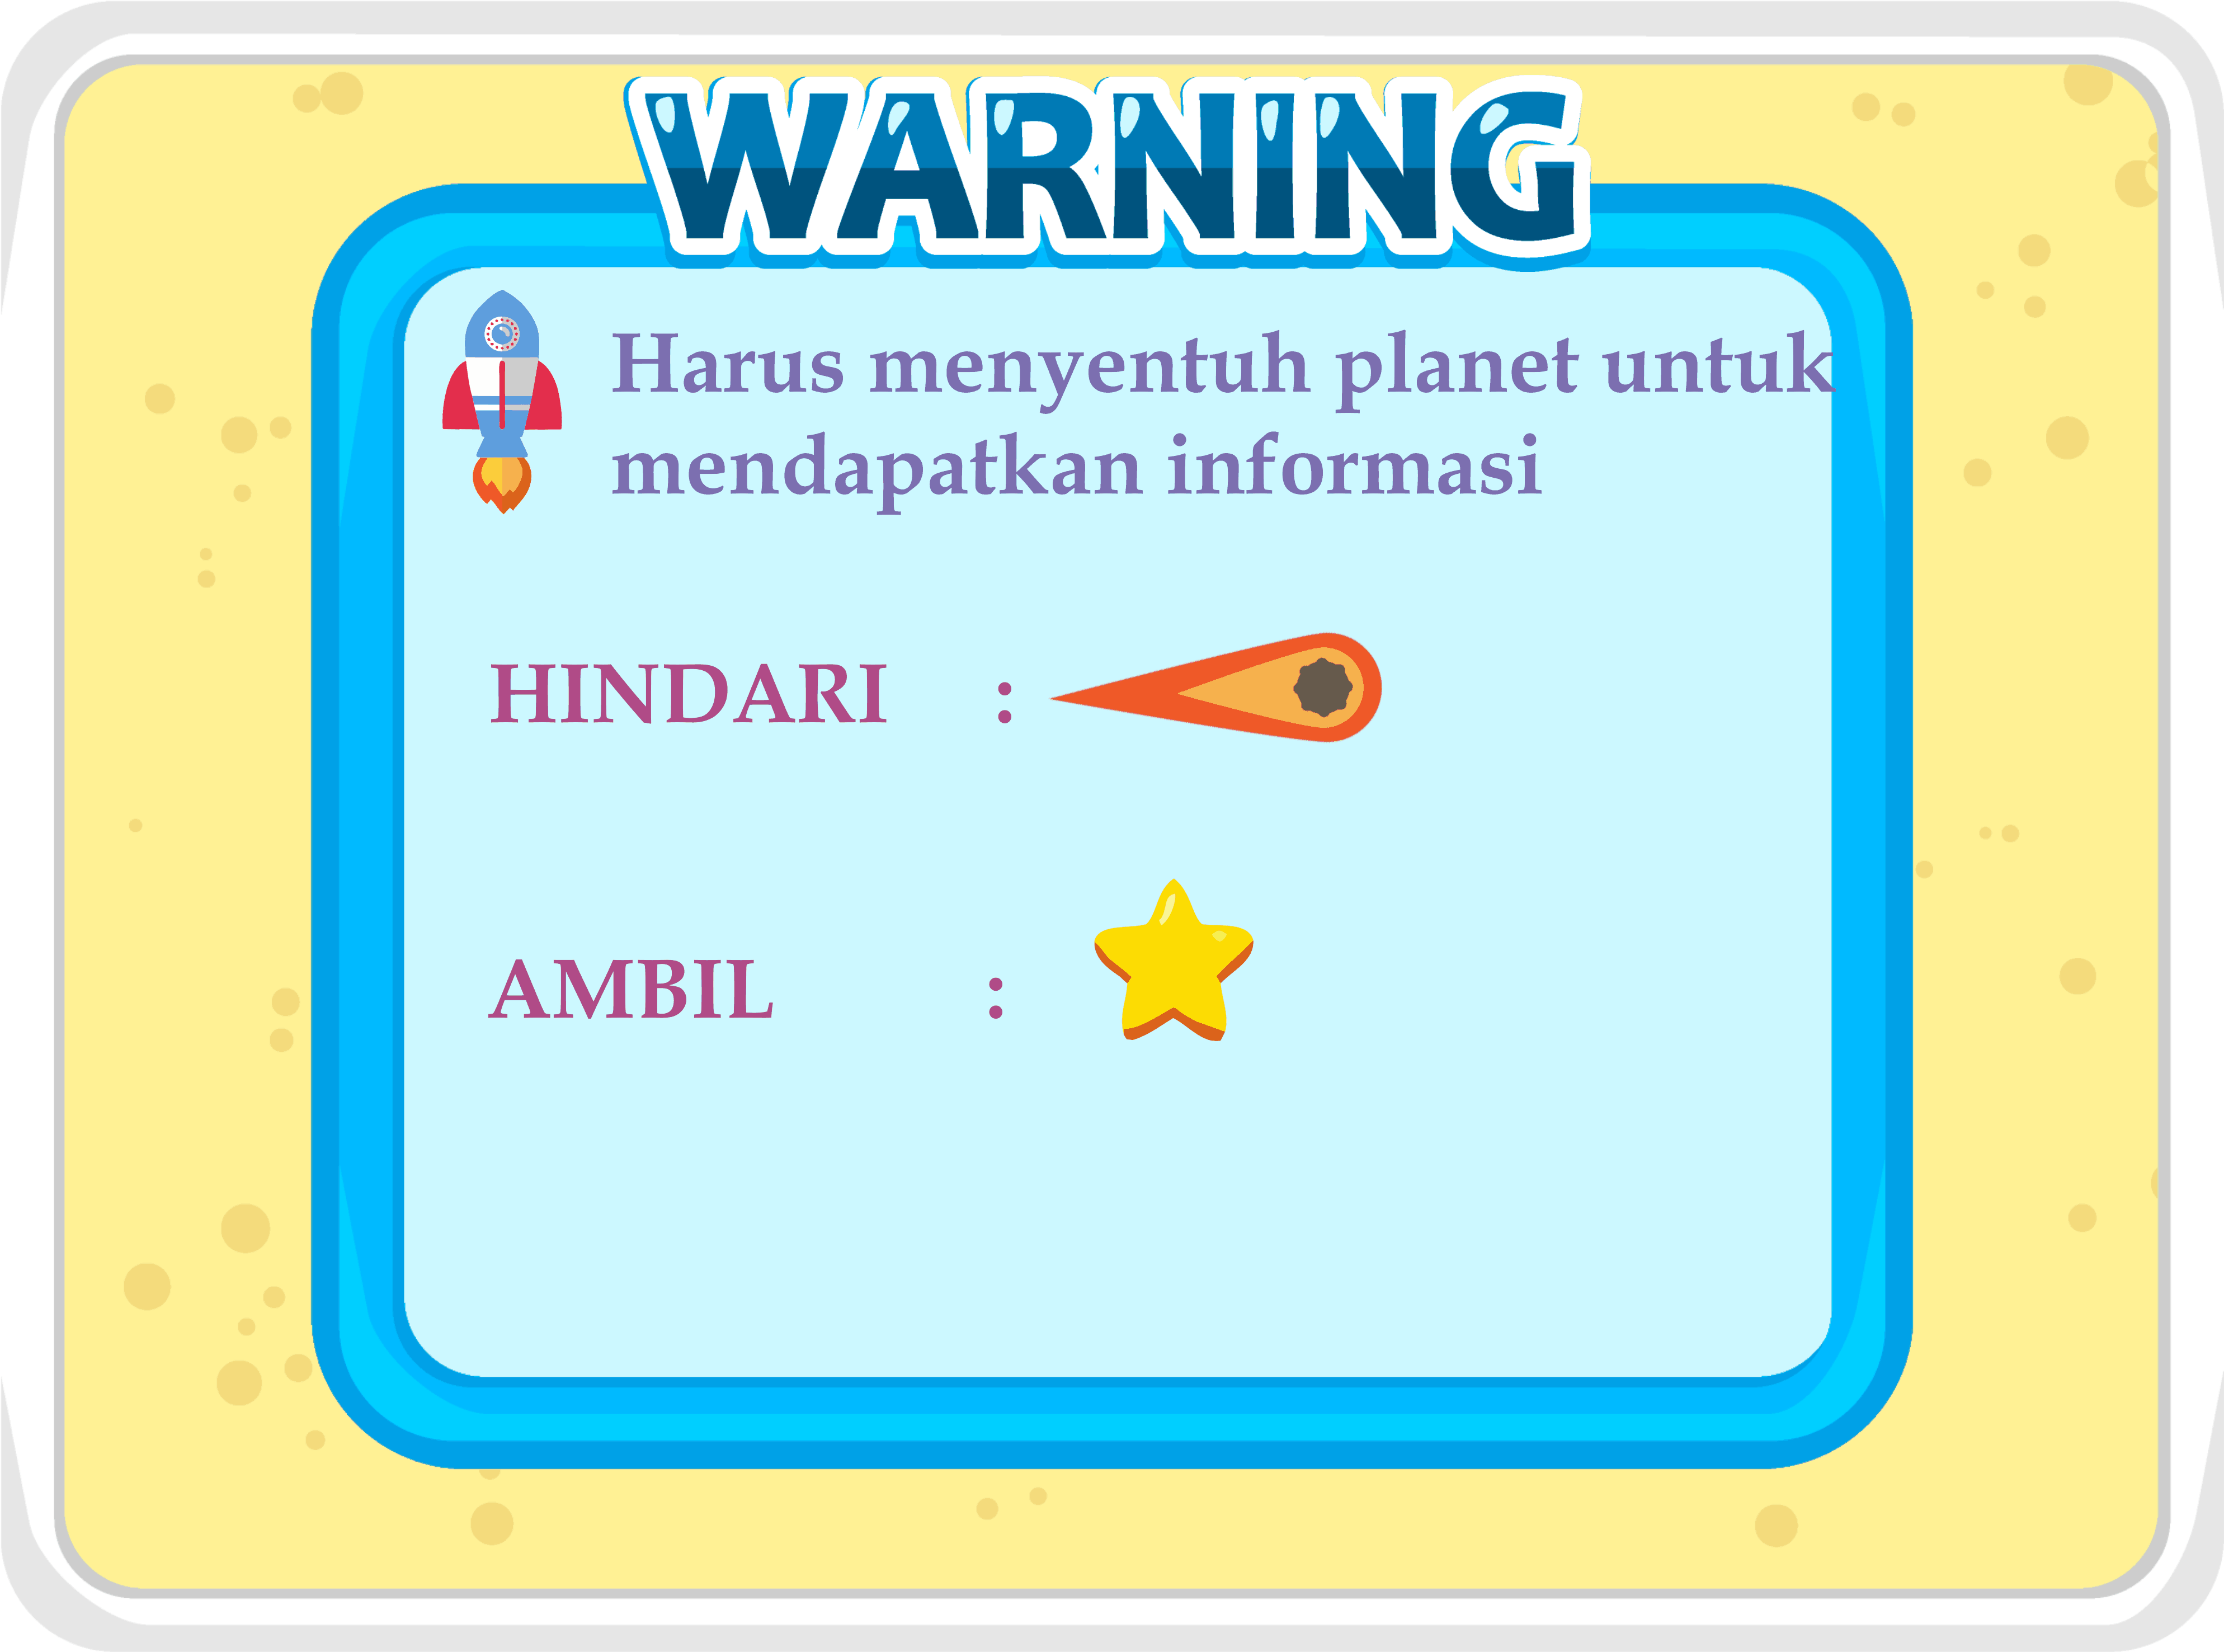 WARNING
Harus menyentuh planet untuk
mendapatkan informasi
HINDARI :
AMBIL :